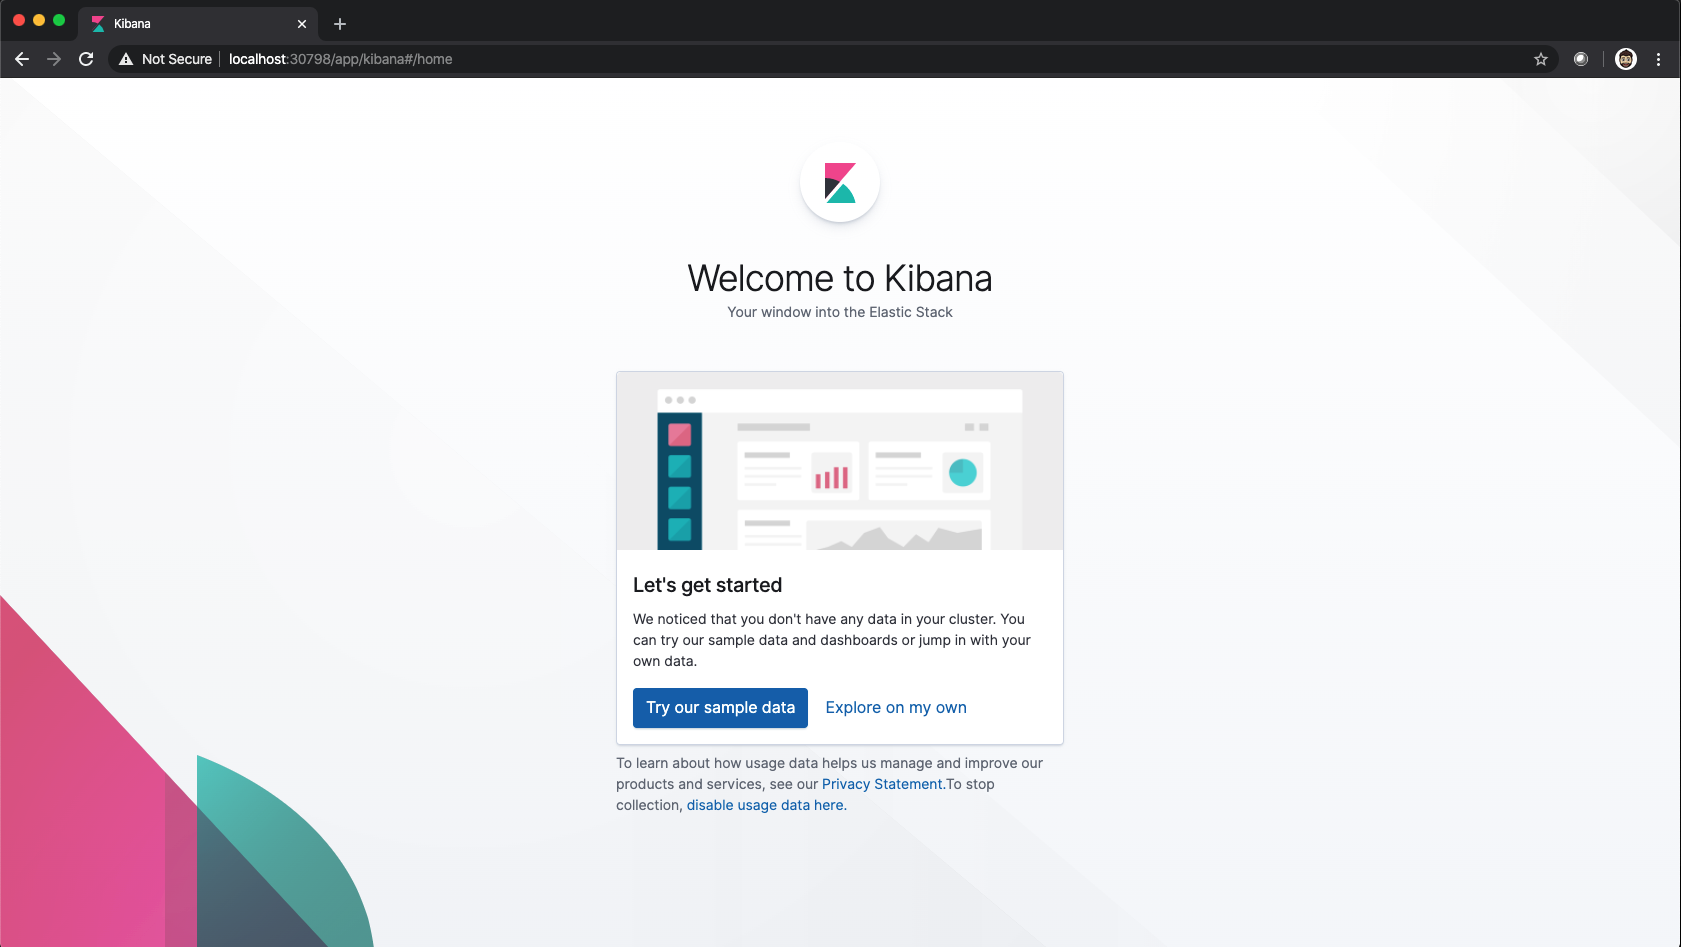 Kibana
Not Secure
localhost:30798/app/kibana#/home
Welcome to Kibana
Your window into the Elastic Stack
Let's get started
We noticed that you don't have any data in your cluster. You
can try our sample data and dashboards or jump in with your
own data.
Try our sample data
Explore on my own
To learn about how usage data helps us manage and improve our
products and services, see our Privacy Statement.To stop
collection, disable usage data here.